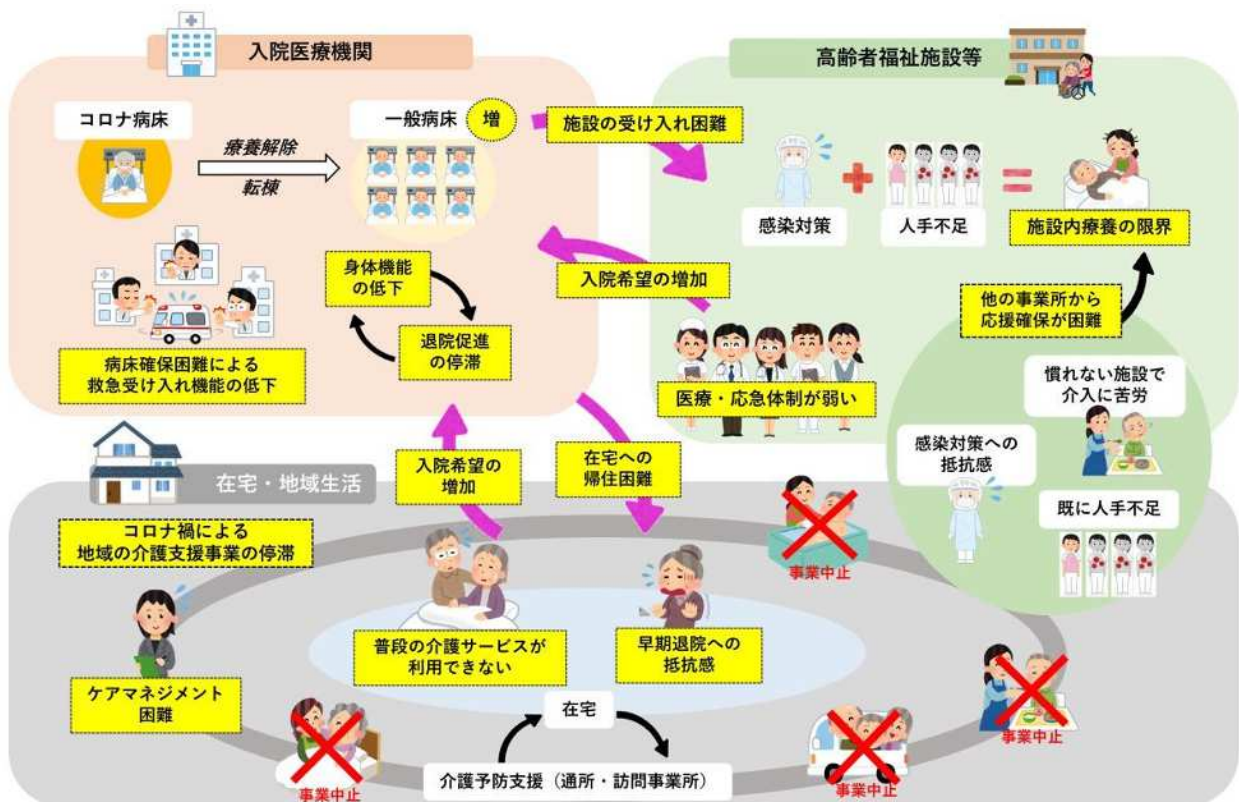 入院医療機関
コロナ病床
療養解除
転棟
一般病床
増
身体機能
の低下
退院促進
の停滞
病床確保困難による
救急受け入れ機能の低下
施設の受け入れ困難
入院希望の増加
高齢者福祉施設等
感染対策
人手不足
施設内療養の限界
他の事業所から
応援確保が困難
医療・応急体制が弱い
慣れない施設で
介入に苦労
感染対策への
抵抗感
既に人手不足
在宅・地域生活
コロナ禍による
地域の介護支援事業の停滞
入院希望の
増加
在宅への
帰住困難
ケアマネジメント
困難
普段の介護サービスが
利用できない
早期退院への
抵抗感
事業中止
事業中止
事業中止
事業中止
在宅
介護予防支援（通所・訪問事業所）